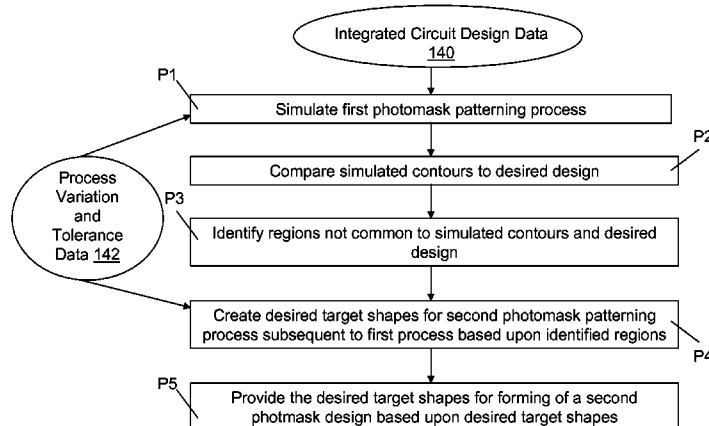 Integrated Circuit Design Data
140
P1
Simulate first photomask patterning process
P2
Compare simulated contours to desired design
Process
Variation
and
Tolerance
Data 142
P3
Identify regions not common to simulated contours and desired
design
Create desired target shapes for second photomask patterning
process subsequent to first process based upon identified regions
P4
P5
Provide the desired target shapes for forming of a second
photmask design based upon desired target shapes